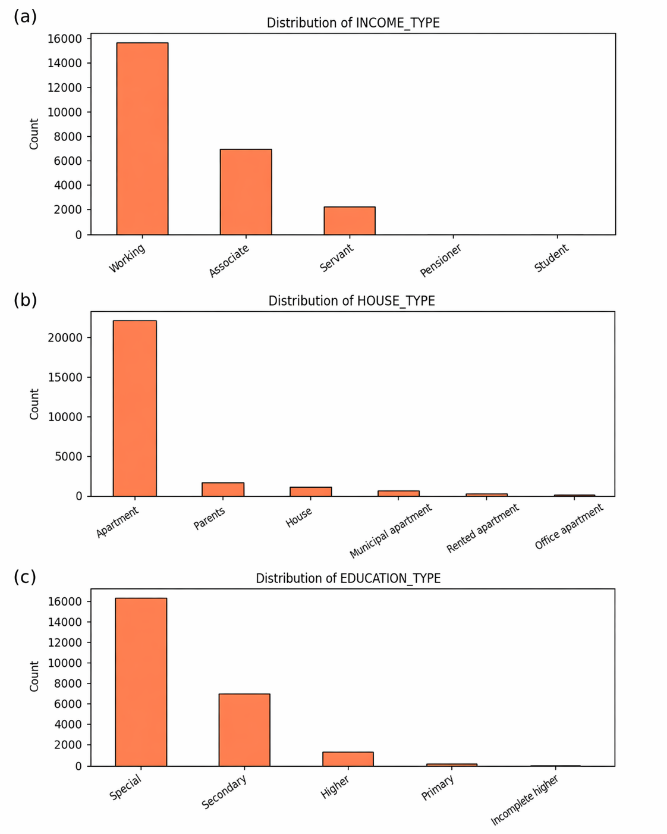 (a)
Distribution of INCOME_TYPE
16000
14000
12000
10000
8000
6000
4000
2000
0
Count
Working
Associate
Servant
Pensioner
Student
(b)
Distribution of HOUSE_TYPE
20000
15000
10000
5000
0
Count
Apartment
Parents
House
Municipal apartment
Rented apartment
Office apartment
(c)
Distribution of EDUCATION_TYPE
16000
14000
12000
10000
8000
6000
4000
2000
0
Count
Special
Secondary
Higher
Primary
Incomplete higher